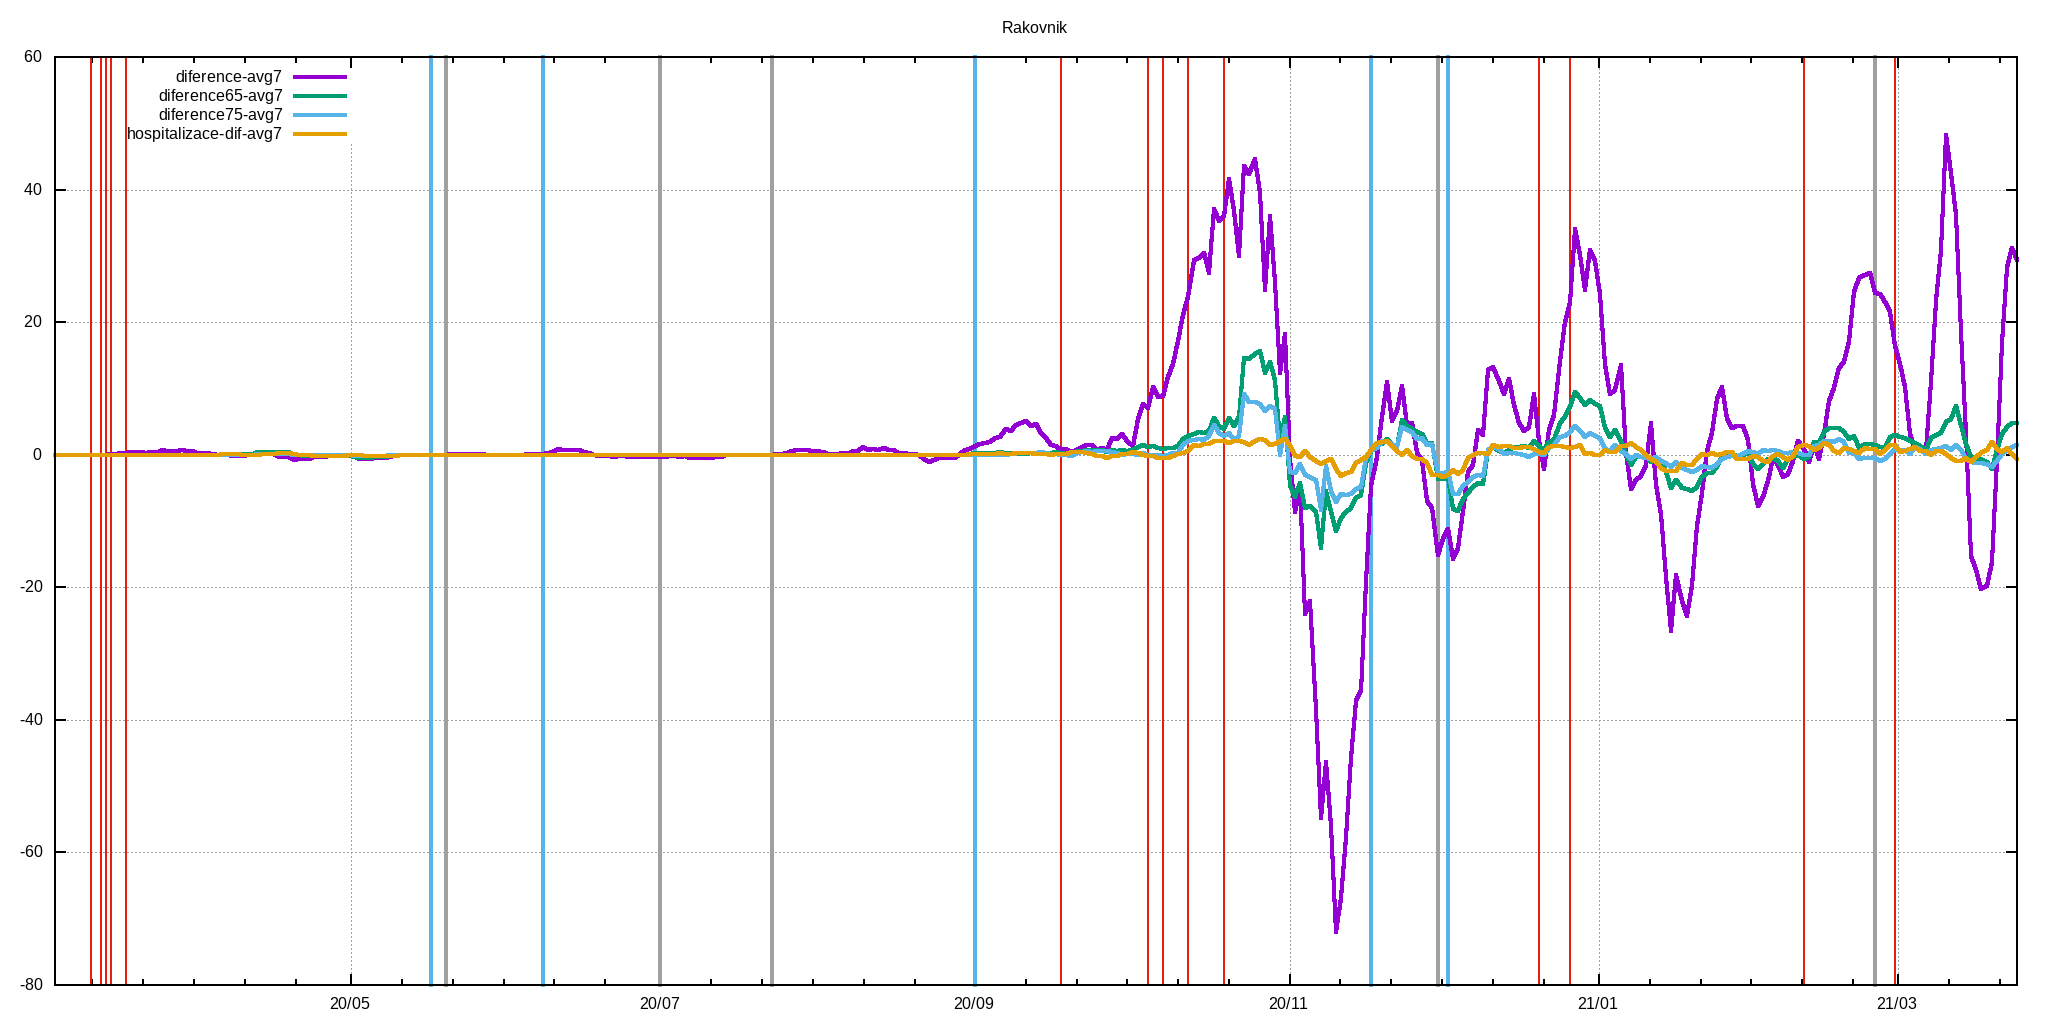 Rakovnik
60
diference-avg7
diference65-avg7
diference75-avg7
hospitalizace-dif-avg7
40
20
0
-20
-40
-60
-80
20/05 20/07 20/09 20/11 21/01 21/03